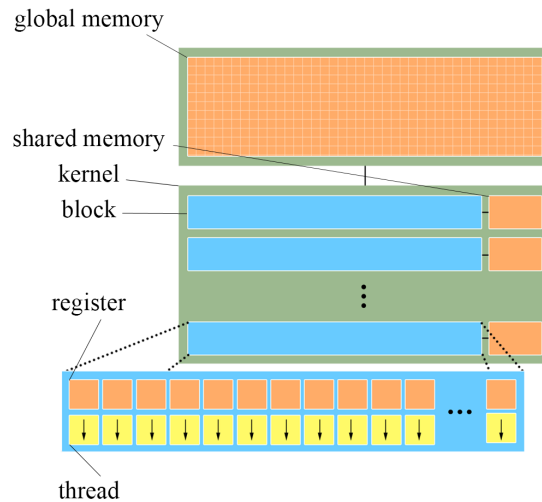 global memory
shared memory
kernel
block
register
thread